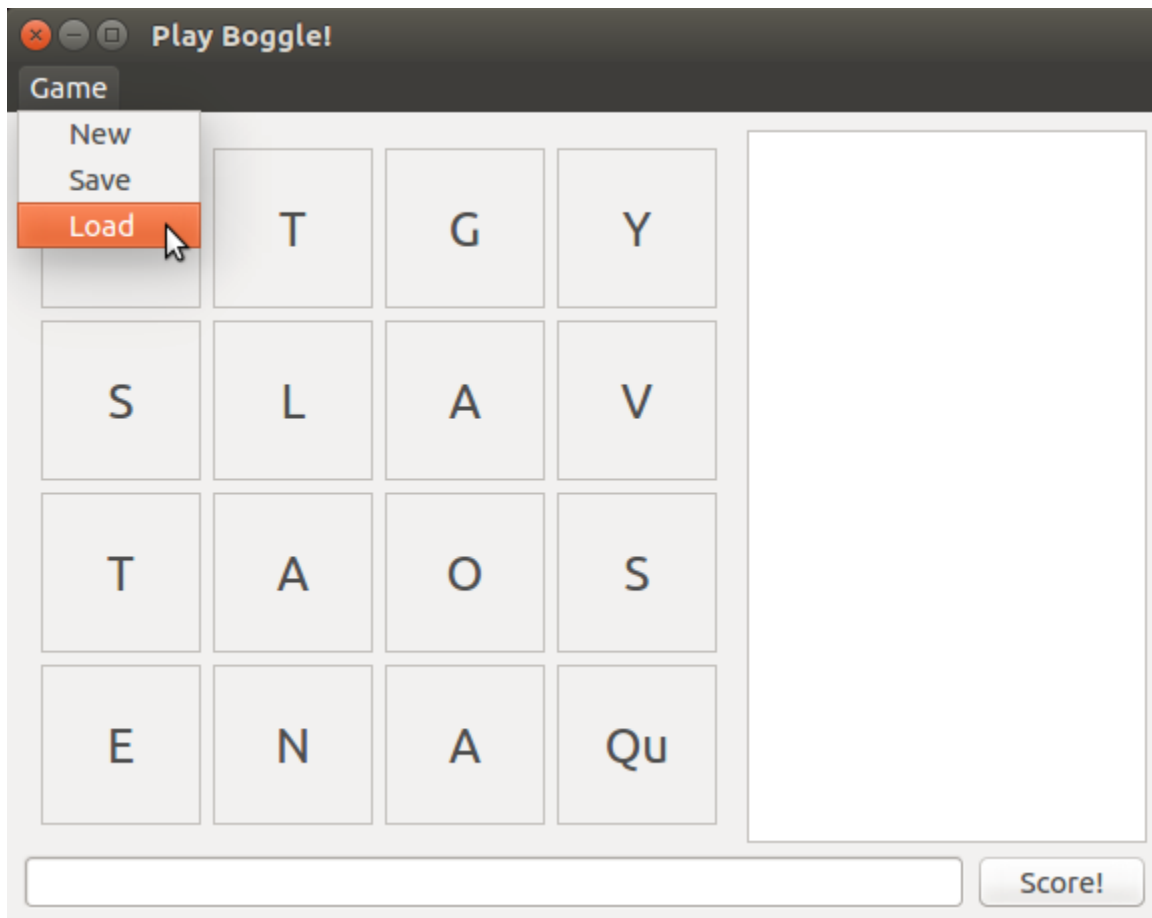 Play Boggle!
Game
New
Save
Load
T G Y
S L A V
T A O S
E N A Qu
Score!